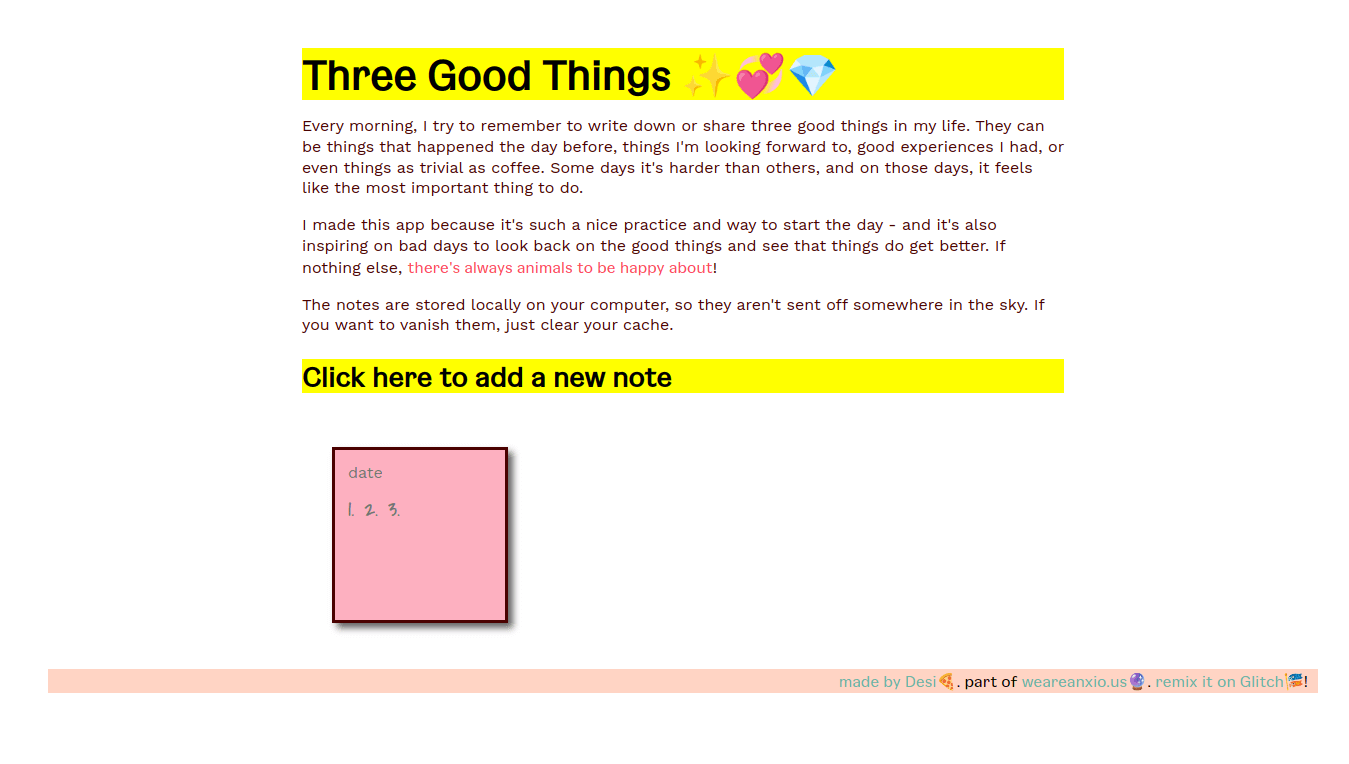 Three Good Things ✨💞💎
Every morning, I try to remember to write down or share three good things in my life. They can
be things that happened the day before, things I'm looking forward to, good experiences I had, or
even things as trivial as coffee. Some days it's harder than others, and on those days, it feels
like the most important thing to do.
I made this app because it's such a nice practice and way to start the day - and it's also
inspiring on bad days to look back on the good things and see that things do get better. If
nothing else, there's always animals to be happy about!
The notes are stored locally on your computer, so they aren't sent off somewhere in the sky. If
you want to vanish them, just clear your cache.
Click here to add a new note
date
1. 2. 3.
made by Desi🍕. part of weareanxio.us🔮. remix it on Glitch🎏!